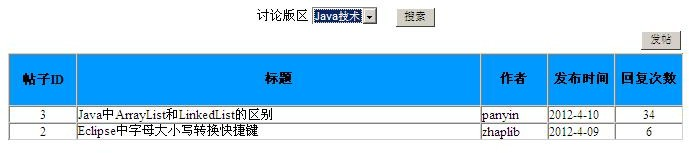 讨论版区 Java技术 搜索
发帖
帖子ID 标题 作者 发布时间 回复次数
3 Java中ArrayList和LinkedList的区别 panyin 2012-4-10 34
2 Eclipse中字母大小写转换快捷键 zhaplib 2012-4-09 6